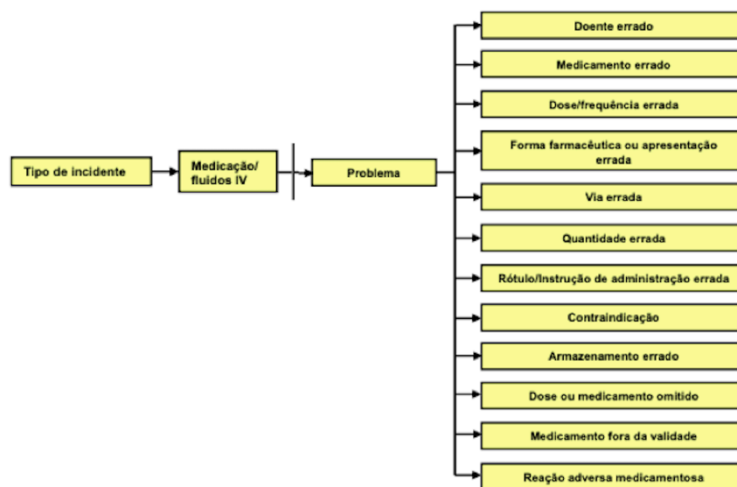 Tipo de incidente
Medicação/
fluidos IV
Problema
Doente errado
Medicamento errado
Dose/frequência errada
Forma farmacêutica ou apresentação
errada
Via errada
Quantidade errada
Rótulo/Instrução de administração errada
Contraindicação
Armazenamento errado
Dose ou medicamento omitido
Medicamento fora da validade
Reação adversa medicamentosa